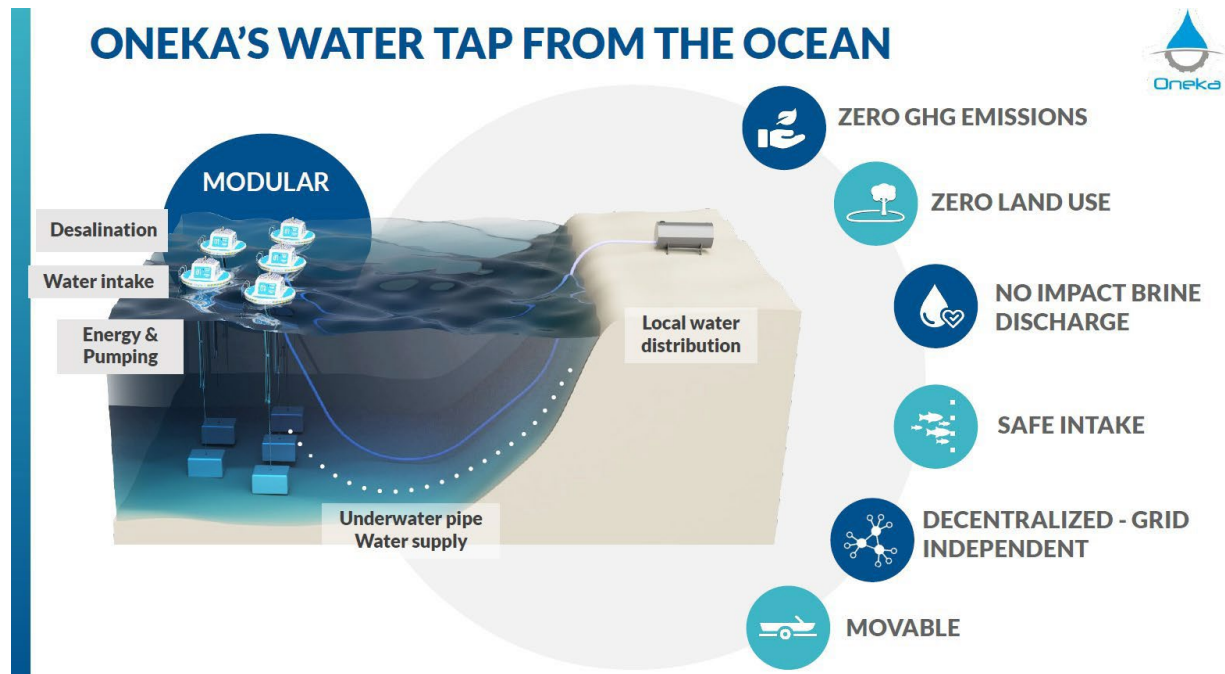 ONEKA'S WATER TAP FROM THE OCEAN
Oneka
MODULAR
Desalination
Water intake
Energy &
Pumping
Local water
distribution
Underwater pipe
Water supply
ZERO GHG EMISSIONS
ZERO LAND USE
NO IMPACT BRINE
DISCHARGE
SAFE INTAKE
DECENTRALIZED - GRID
INDEPENDENT
MOVABLE